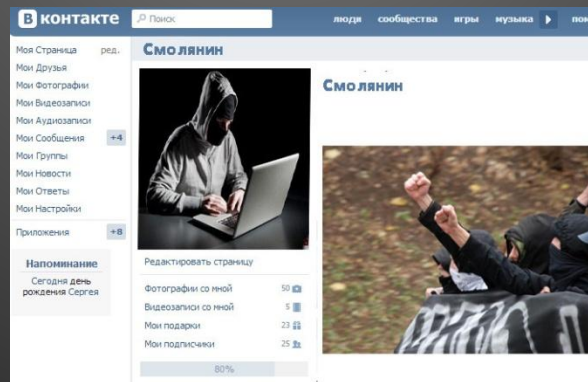 В контакте
Поиск
люди сообщества игры музыка
Моя Страница ред.
Мои Друзья
Мои Фотографии
Мои Видеозаписи
Мои Аудиозаписи
Мои Сообщения +4
Мои Группы
Мои Новости
Мои Ответы
Мои Настройки
Приложения +8
Напоминание
Сегодня день
рождения Сергея
Смолянин
Редактировать страницу
Фотографии со мной 50
Видеозаписи со мной 5
Мои подарки 23
Мои подписчики 25
80%
Смолянин